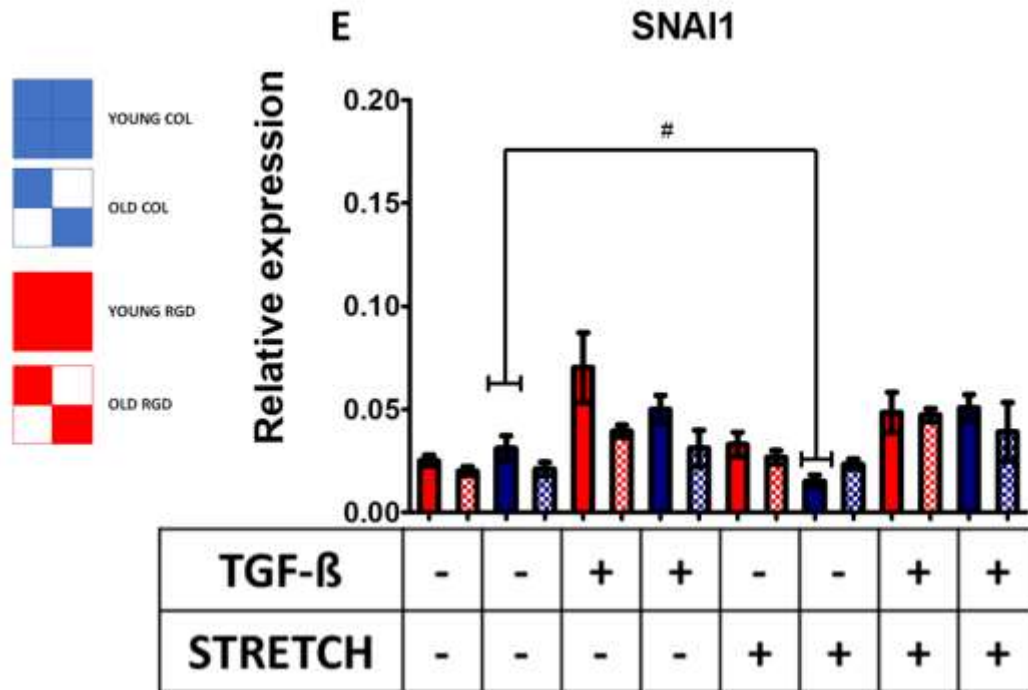 E
SNAI1
YOUNG COL
OLD COL
YOUNG RGD
OLD RGD
Relative expression
0.20
0.15
0.10
0.05
0.00
#
TGF-ß - - + + - - + +
STRETCH - - - - + + + +